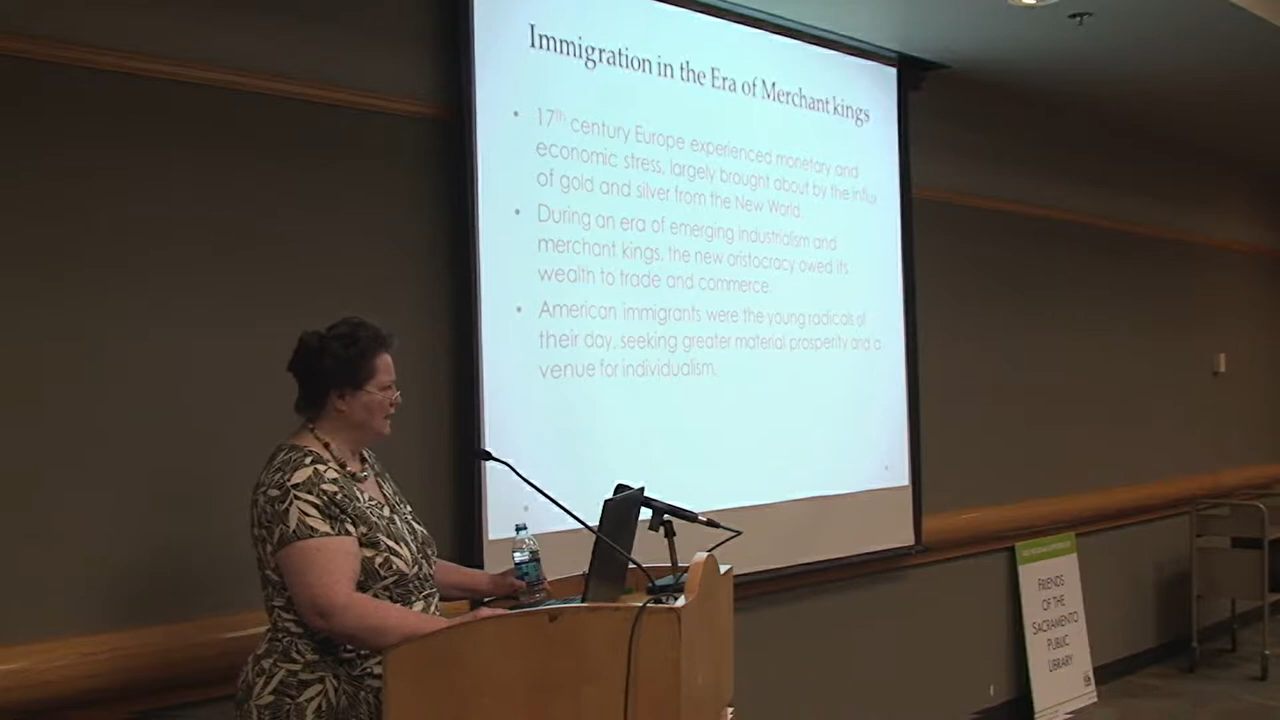 Immigration in the Era of Merchant kings
• 17th century Europe experienced monetary and
economic stress, largely brought about by the influx
of gold and silver from the New World.
• During an era of emerging industrialism and
merchant kings, the new aristocracy owed its
wealth to trade and commerce.
• American immigrants were the young radicals of
their day, seeking greater material prosperity and a
venue for individualism.
FRIENDS
OF THE
SACRAMENTO
PUBLIC
LIBRARY